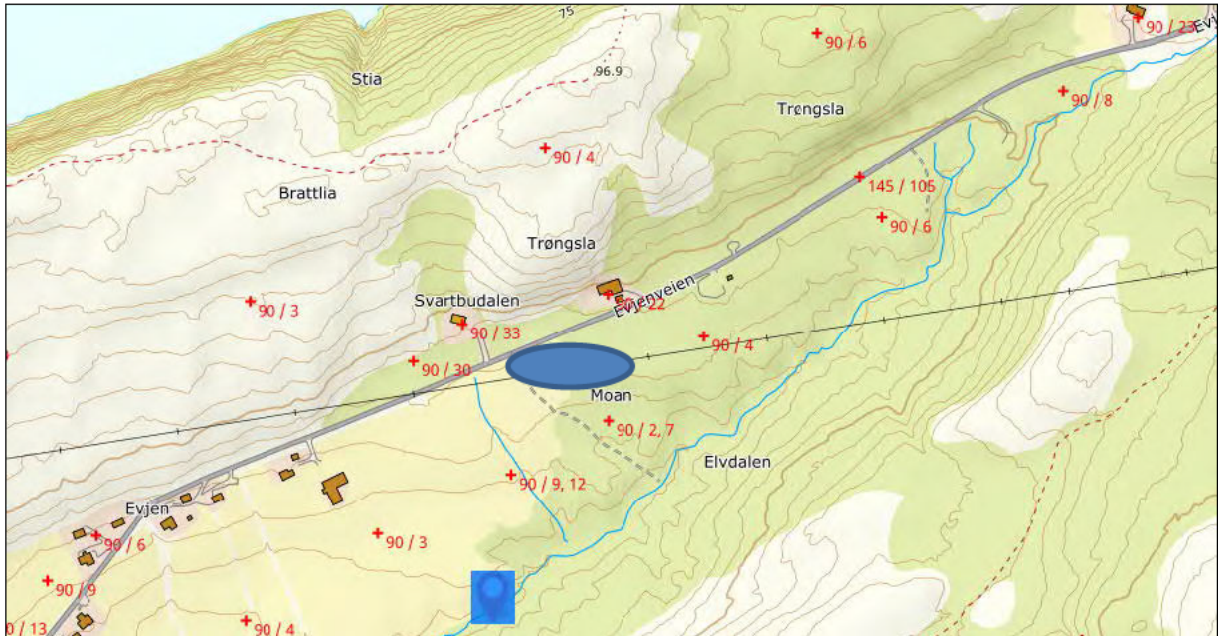 75
90 / 23
Evj
90 / 6
96.9
Stia
90 / 8
Trøngsla
90 / 4
145 / 105
Brattlia
90 / 6
Trøngsla
90 / 3
Svartbudalen
22
Evjenveien
90 / 33
90 / 4
90 / 30
Moan
90 / 2, 7
Elvdalen
90 / 9, 12
Evjen
90 / 3
90 / 6
90 / 9
0 / 13
90 / 4